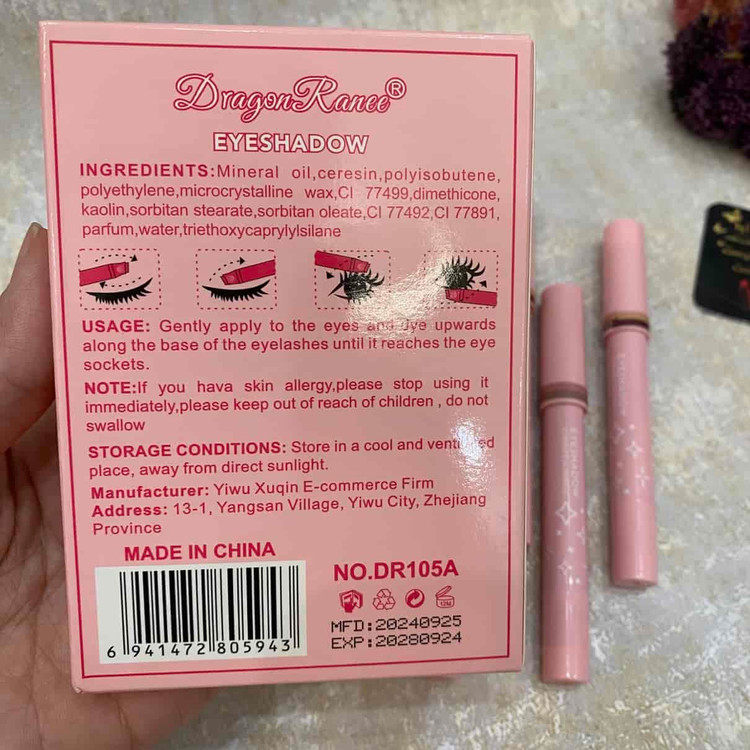 DragonRanee®
EYESHADOW
INGREDIENTS:Mineral oil,ceresin,polyisobutene,
polyethylene,microcrystalline wax,CI 77499,dimethicone,
kaolin,sorbitan stearate,sorbitan oleate,CI 77492,CI 77891,
parfum,water,triethoxycaprylylsilane
USAGE: Gently apply to the eyes and dye upwards
along the base of the eyelashes until it reaches the eye
sockets.
NOTE:If you hava skin allergy,please stop using it
immediately,please keep out of reach of children , do not
swallow
STORAGE CONDITIONS: Store in a cool and ventilated
place, away from direct sunlight.
Manufacturer: Yiwu Xuqin E-commerce Firm
Address: 13-1, Yangsan Village, Yiwu City, Zhejiang
Province
MADE IN CHINA
NO.DR105A
12M
MFD:20240925
EXP:20280924
6 941472 805943
EYESHADOW
EYESHADOW